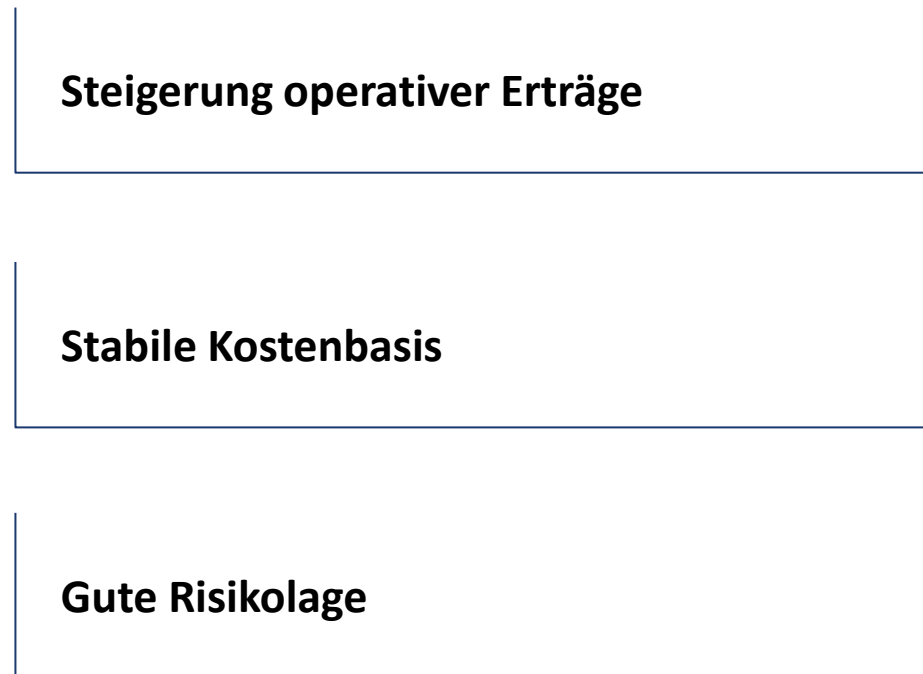 Steigerung operativer Erträge
Stabile Kostenbasis
Gute Risikolage